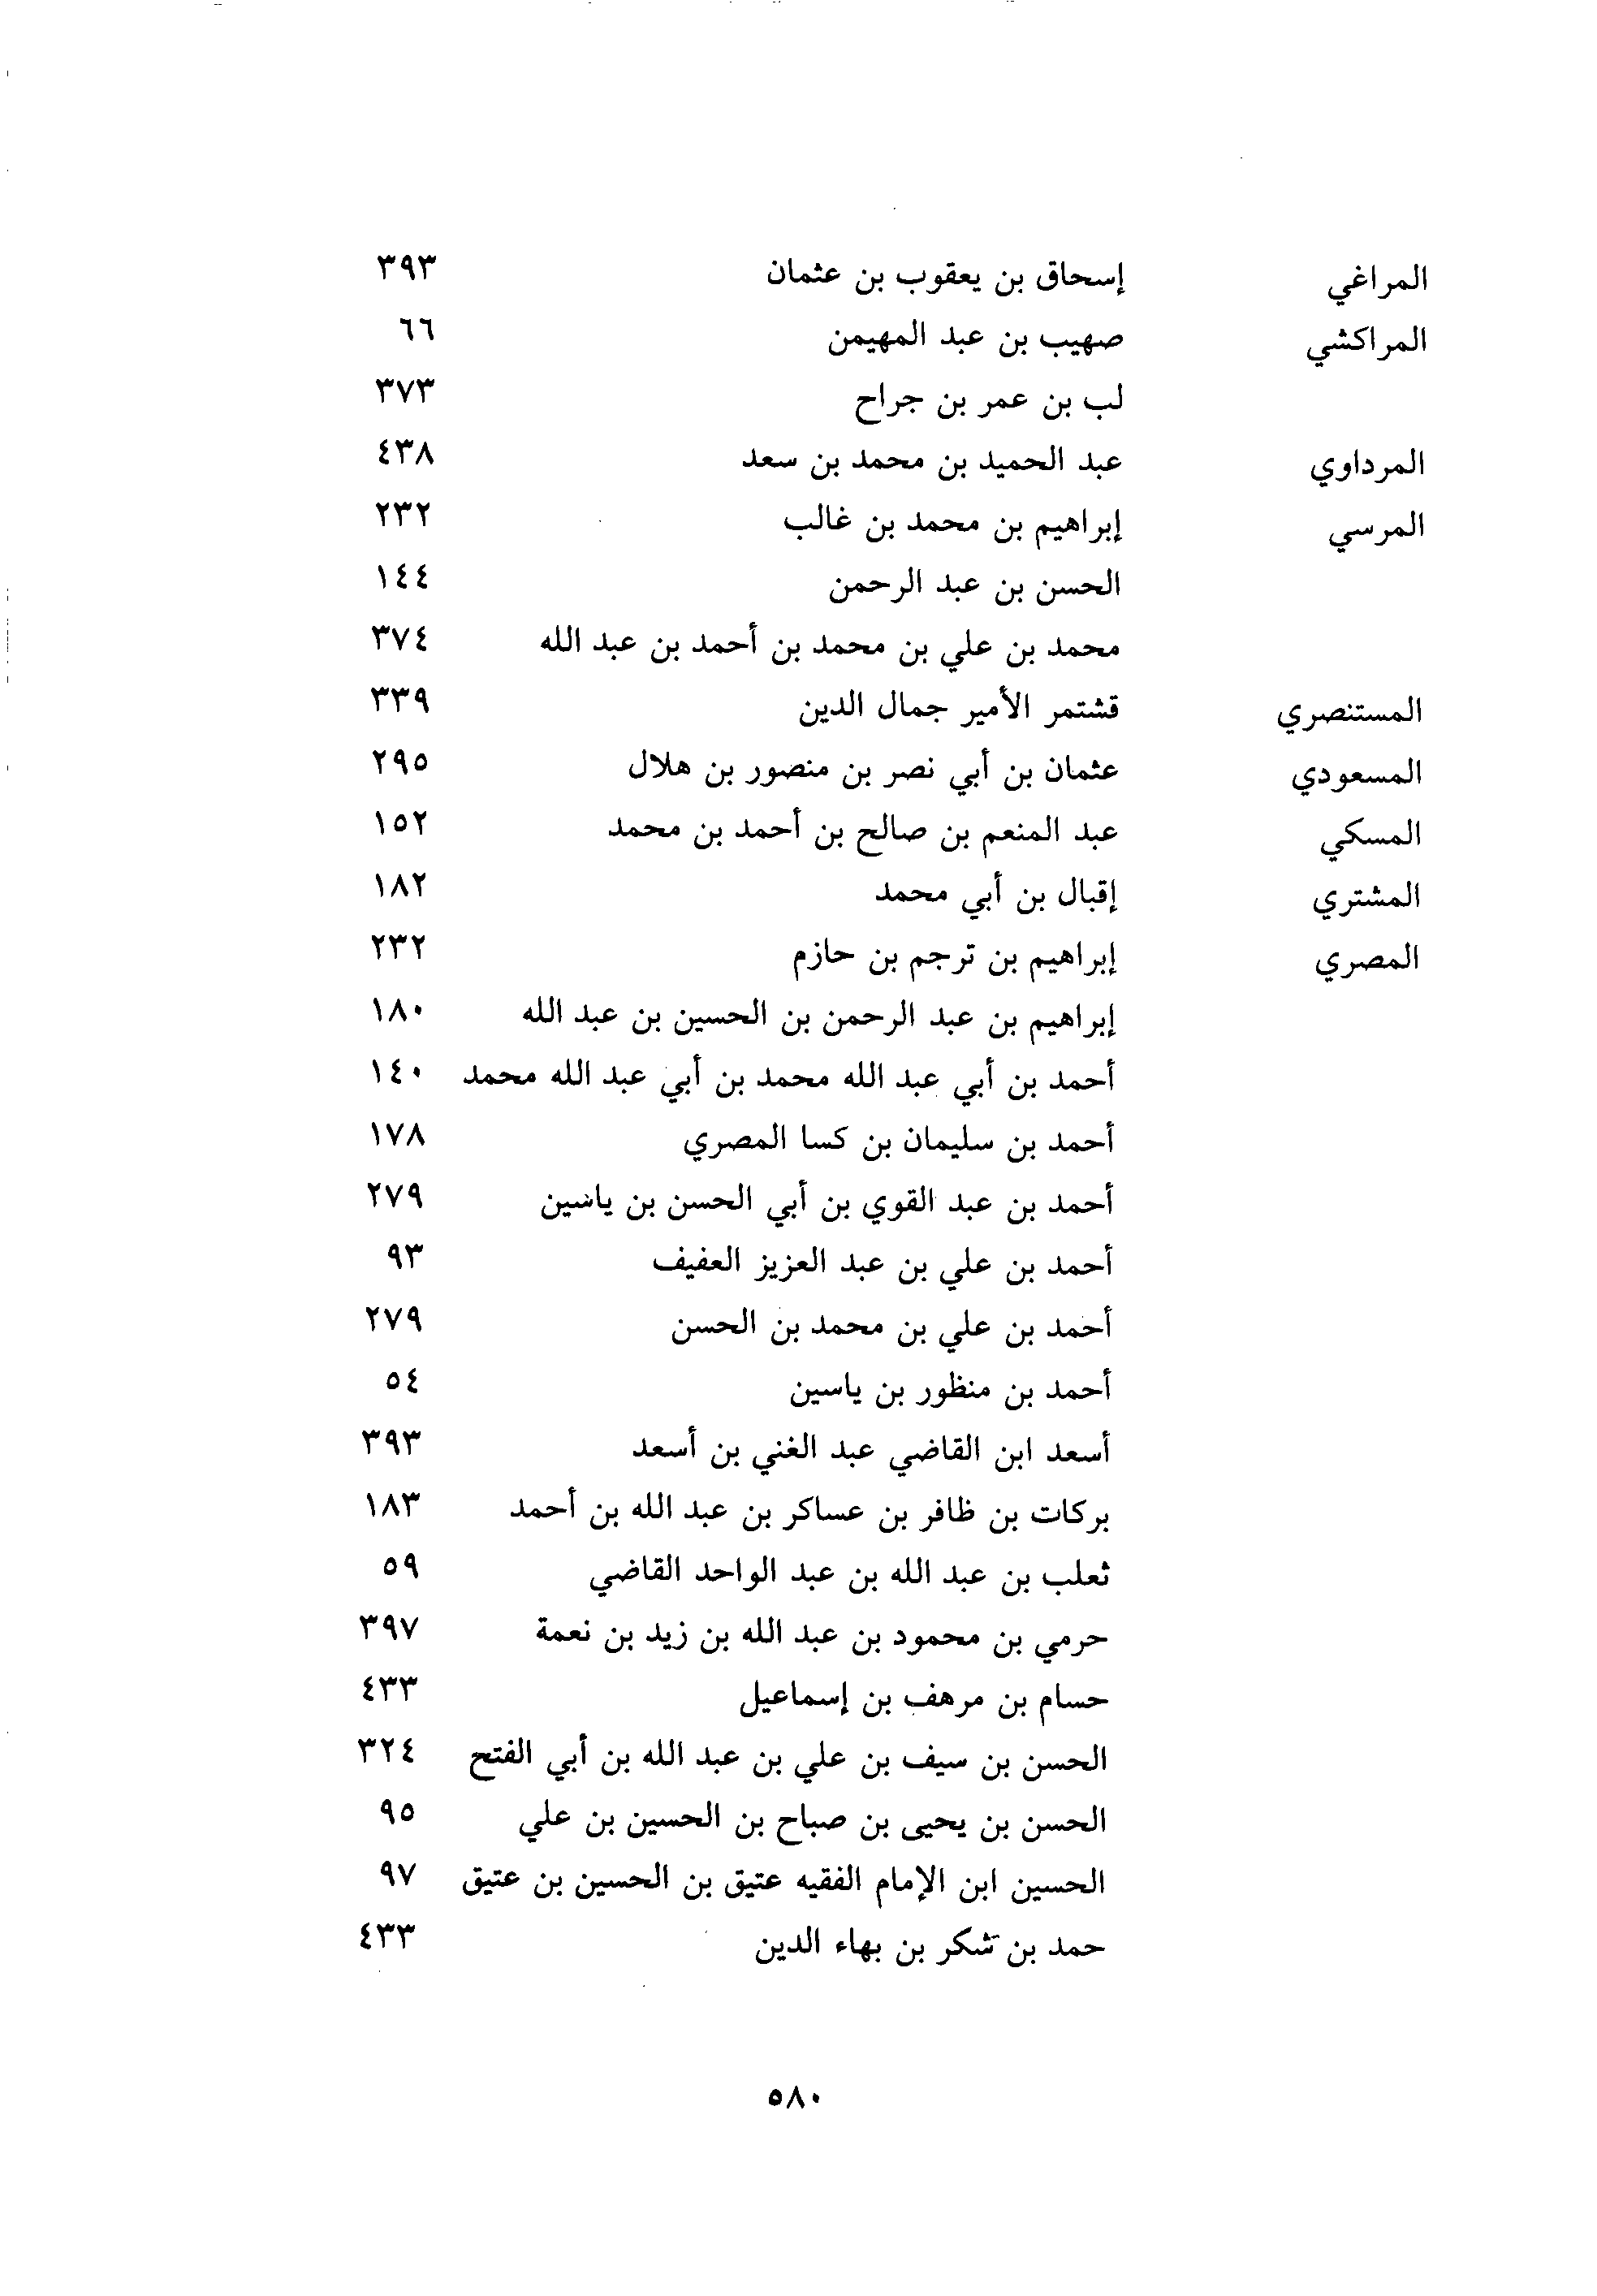 المراغي إسحاق بن يعقوب بن عثمان ٣٩٣
المراكشي صهيب بن عبد المهيمن ٦٦
لب بن عمر بن جراح ٣٧٣
المرداوي عبد الحميد بن محمد بن سعد ٤٣٨
المرسي إبراهيم بن محمد بن غالب ٢٣٢
الحسن بن عبد الرحمن ١٤٤
محمد بن علي بن محمد بن أحمد بن عبد الله ٣٧٤
المستنصري قشتمر الأمير جمال الدين ٣٣٩
المسعودي عثمان بن أبي نصر بن منصور بن هلال ٢٩٥
المسكي عبد المنعم بن صالح بن أحمد بن محمد ١٥٢
المشتري إقبال بن أبي محمد ١٨٢
المصري إبراهيم بن ترجم بن حازم ٢٣٢
إبراهيم بن عبد الرحمن بن الحسين بن عبد الله ١٨٠
أحمد بن أبي عبد الله محمد بن أبي عبد الله محمد ١٤٠
أحمد بن سليمان بن كسا المصري ١٧٨
أحمد بن عبد القوي بن أبي الحسن بن ياسين ٢٧٩
أحمد بن علي بن عبد العزيز العفيف ٩٣
أحمد بن علي بن محمد بن الحسن ٢٧٩
أحمد بن منظور بن ياسين ٥٤
أسعد ابن القاضي عبد الغني بن أسعد ٣٩٣
بركات بن ظافر بن عساكر بن عبد الله بن أحمد ١٨٣
ثعلب بن عبد الله بن عبد الواحد القاضي ٥٩
حرمي بن محمود بن عبد الله بن زيد بن نعمة ٣٩٧
حسام بن مرهف بن إسماعيل ٤٣٣
الحسن بن سيف بن علي بن عبد الله بن أبي الفتح ٣٢٤
الحسن بن يحيى بن صباح بن الحسين بن علي ٩٥
الحسين ابن الإمام الفقيه عتيق بن الحسين بن عتيق ٩٧
حمد بن شكر بن بهاء الدين ٤٣٣
٥٨٠